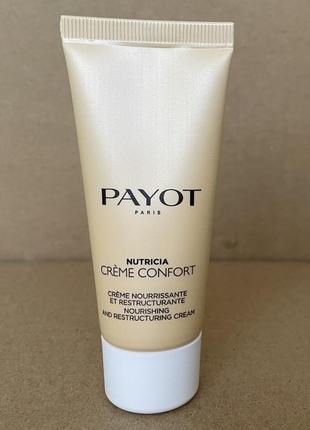 PAYOT
PARIS
NUTRICIA
CRÈME CONFORT
CRÈME NOURRISSANTE
ET RESTRUCTURANTE
NOURISHING
AND RESTRUCTURING CREAM